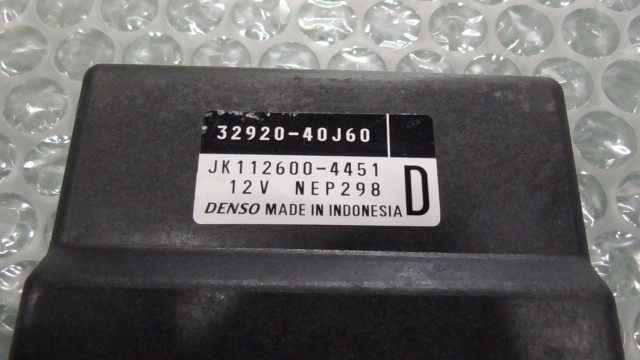 32920-40J60
JK112600-4451
12V NEP298
DENSO MADE IN INDONESIA D